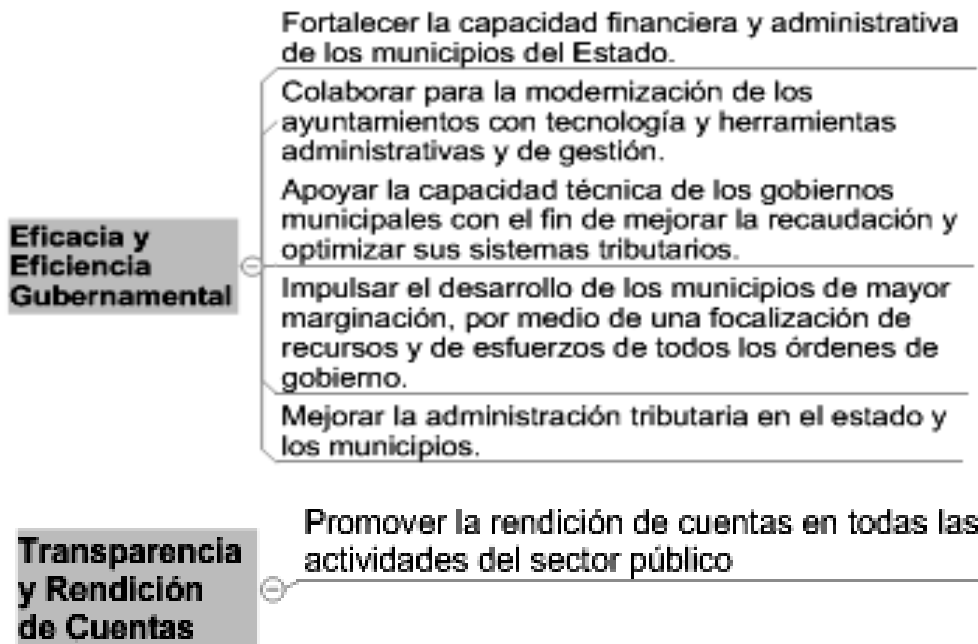 Fortalecer la capacidad financiera y administrativa
de los municipios del Estado.
Colaborar para la modernización de los
ayuntamientos con tecnología y herramientas
administrativas y de gestión.
Apoyar la capacidad técnica de los gobiernos
municipales con el fin de mejorar la recaudación y
optimizar sus sistemas tributarios.
Eficacia y
Eficiencia
Gubernamental
Impulsar el desarrollo de los municipios de mayor
marginación, por medio de una focalización de
recursos y de esfuerzos de todos los órdenes de
gobierno.
Mejorar la administración tributaria en el estado y
los municipios.
Promover la rendición de cuentas en todas las
actividades del sector público
Transparencia
y Rendición
de Cuentas